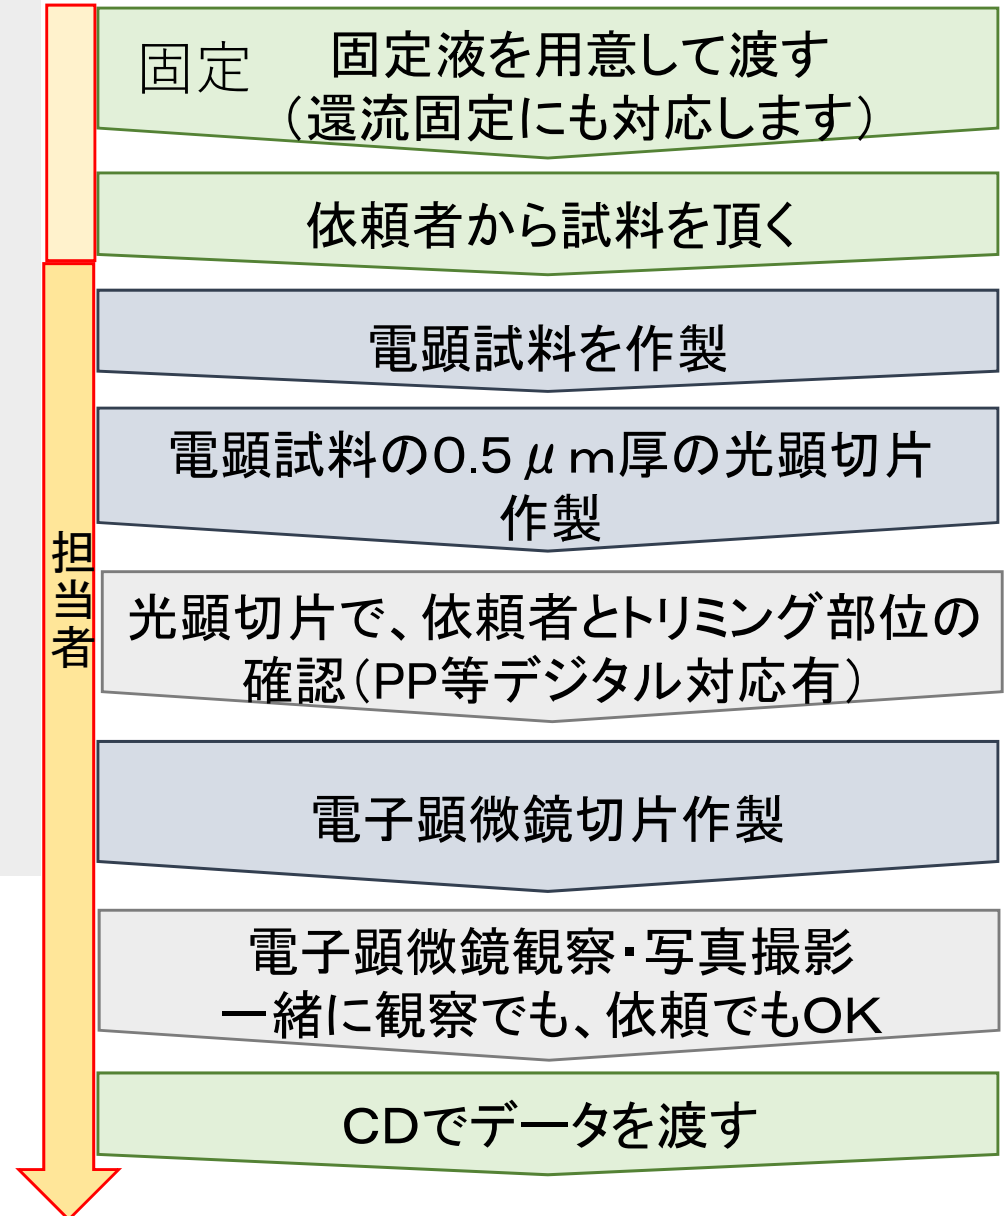 固定 固定液を用意して渡す
（還流固定にも対応します）
依頼者から試料を頂く
電顕試料を作製
電顕試料の0.5μm厚の光顕切片
作製
光顕切片で、依頼者とトリミング部位の
確認（PP等デジタル対応有）
電子顕微鏡切片作製
電子顕微鏡観察・写真撮影
一緒に観察でも、依頼でもOK
CDでデータを渡す
担当者